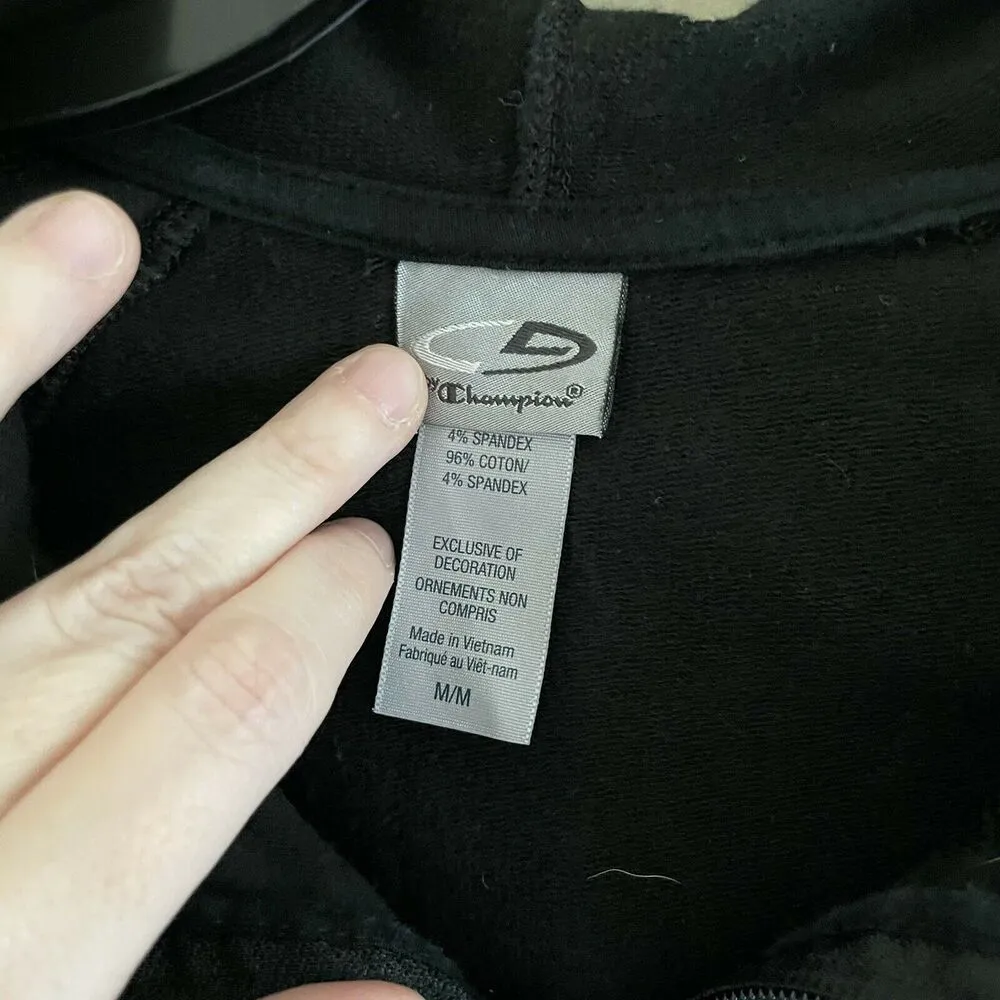 by Champion®
4% SPANDEX
96% COTON/
4% SPANDEX
EXCLUSIVE OF
DECORATION
ORNEMENTS NON
COMPRIS
Made in Vietnam
Fabriqué au Viêt-nam
M/M